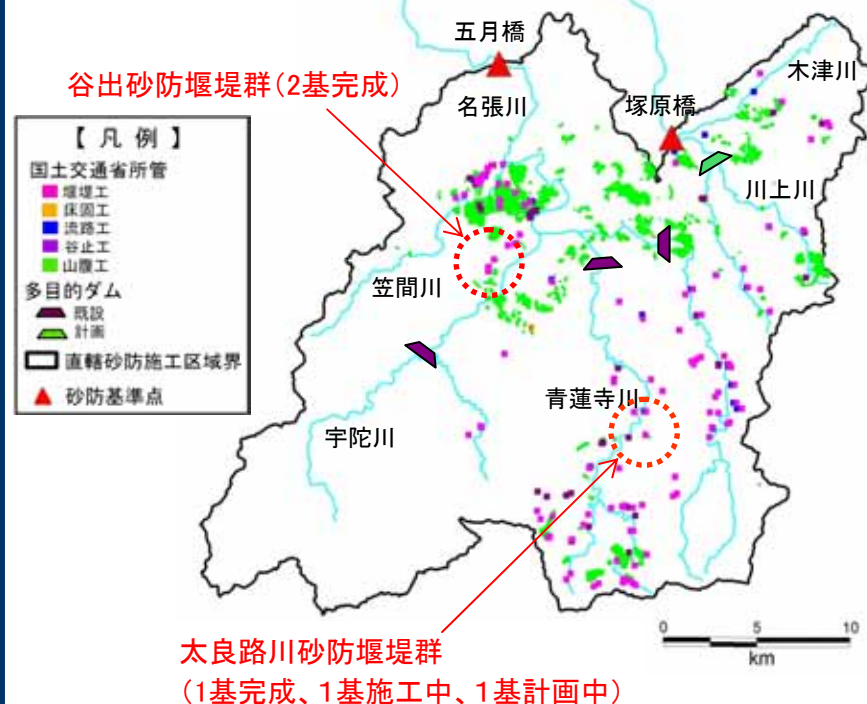 五月橋
木津川
谷出砂防堰堤群(2基完成)
名張川
塚原橋
【 凡 例 】
国土交通省所管
堰堤工
床固工
流路工
谷止工
山腹工
多目的ダム
既設
計画
直轄砂防施工区域界
砂防基準点
川上川
笠間川
青蓮寺川
宇陀川
0 5 10
km
太良路川砂防堰堤群
(1基完成、1基施工中、1基計画中)